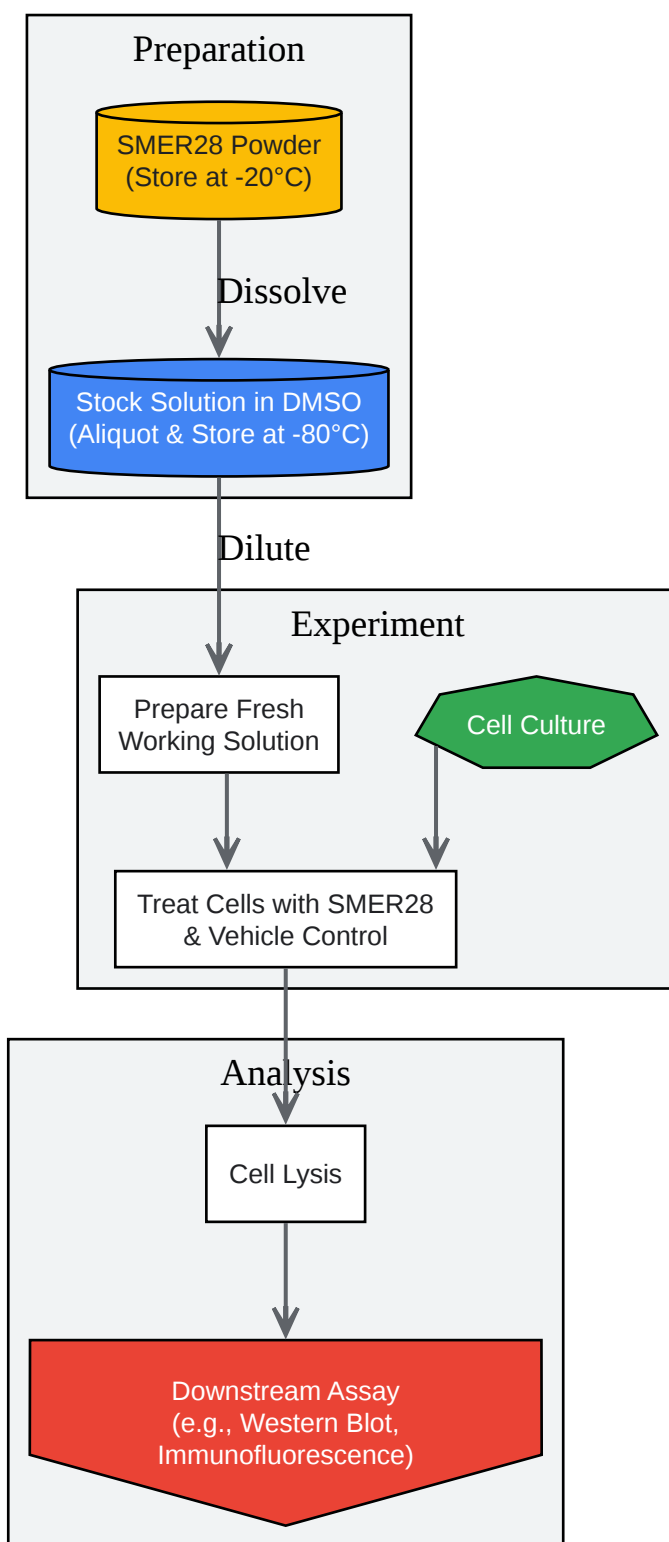 Preparation
SMER28 Powder
(Store at -20°C)
Dissolve
Stock Solution in DMSO
(Aliquot & Store at -80°C)
Dilute
Experiment
Prepare Fresh
Working Solution
Cell Culture
Treat Cells with SMER28
& Vehicle Control
Analysis
Cell Lysis
Downstream Assay
(e.g., Western Blot,
Immunofluorescence)